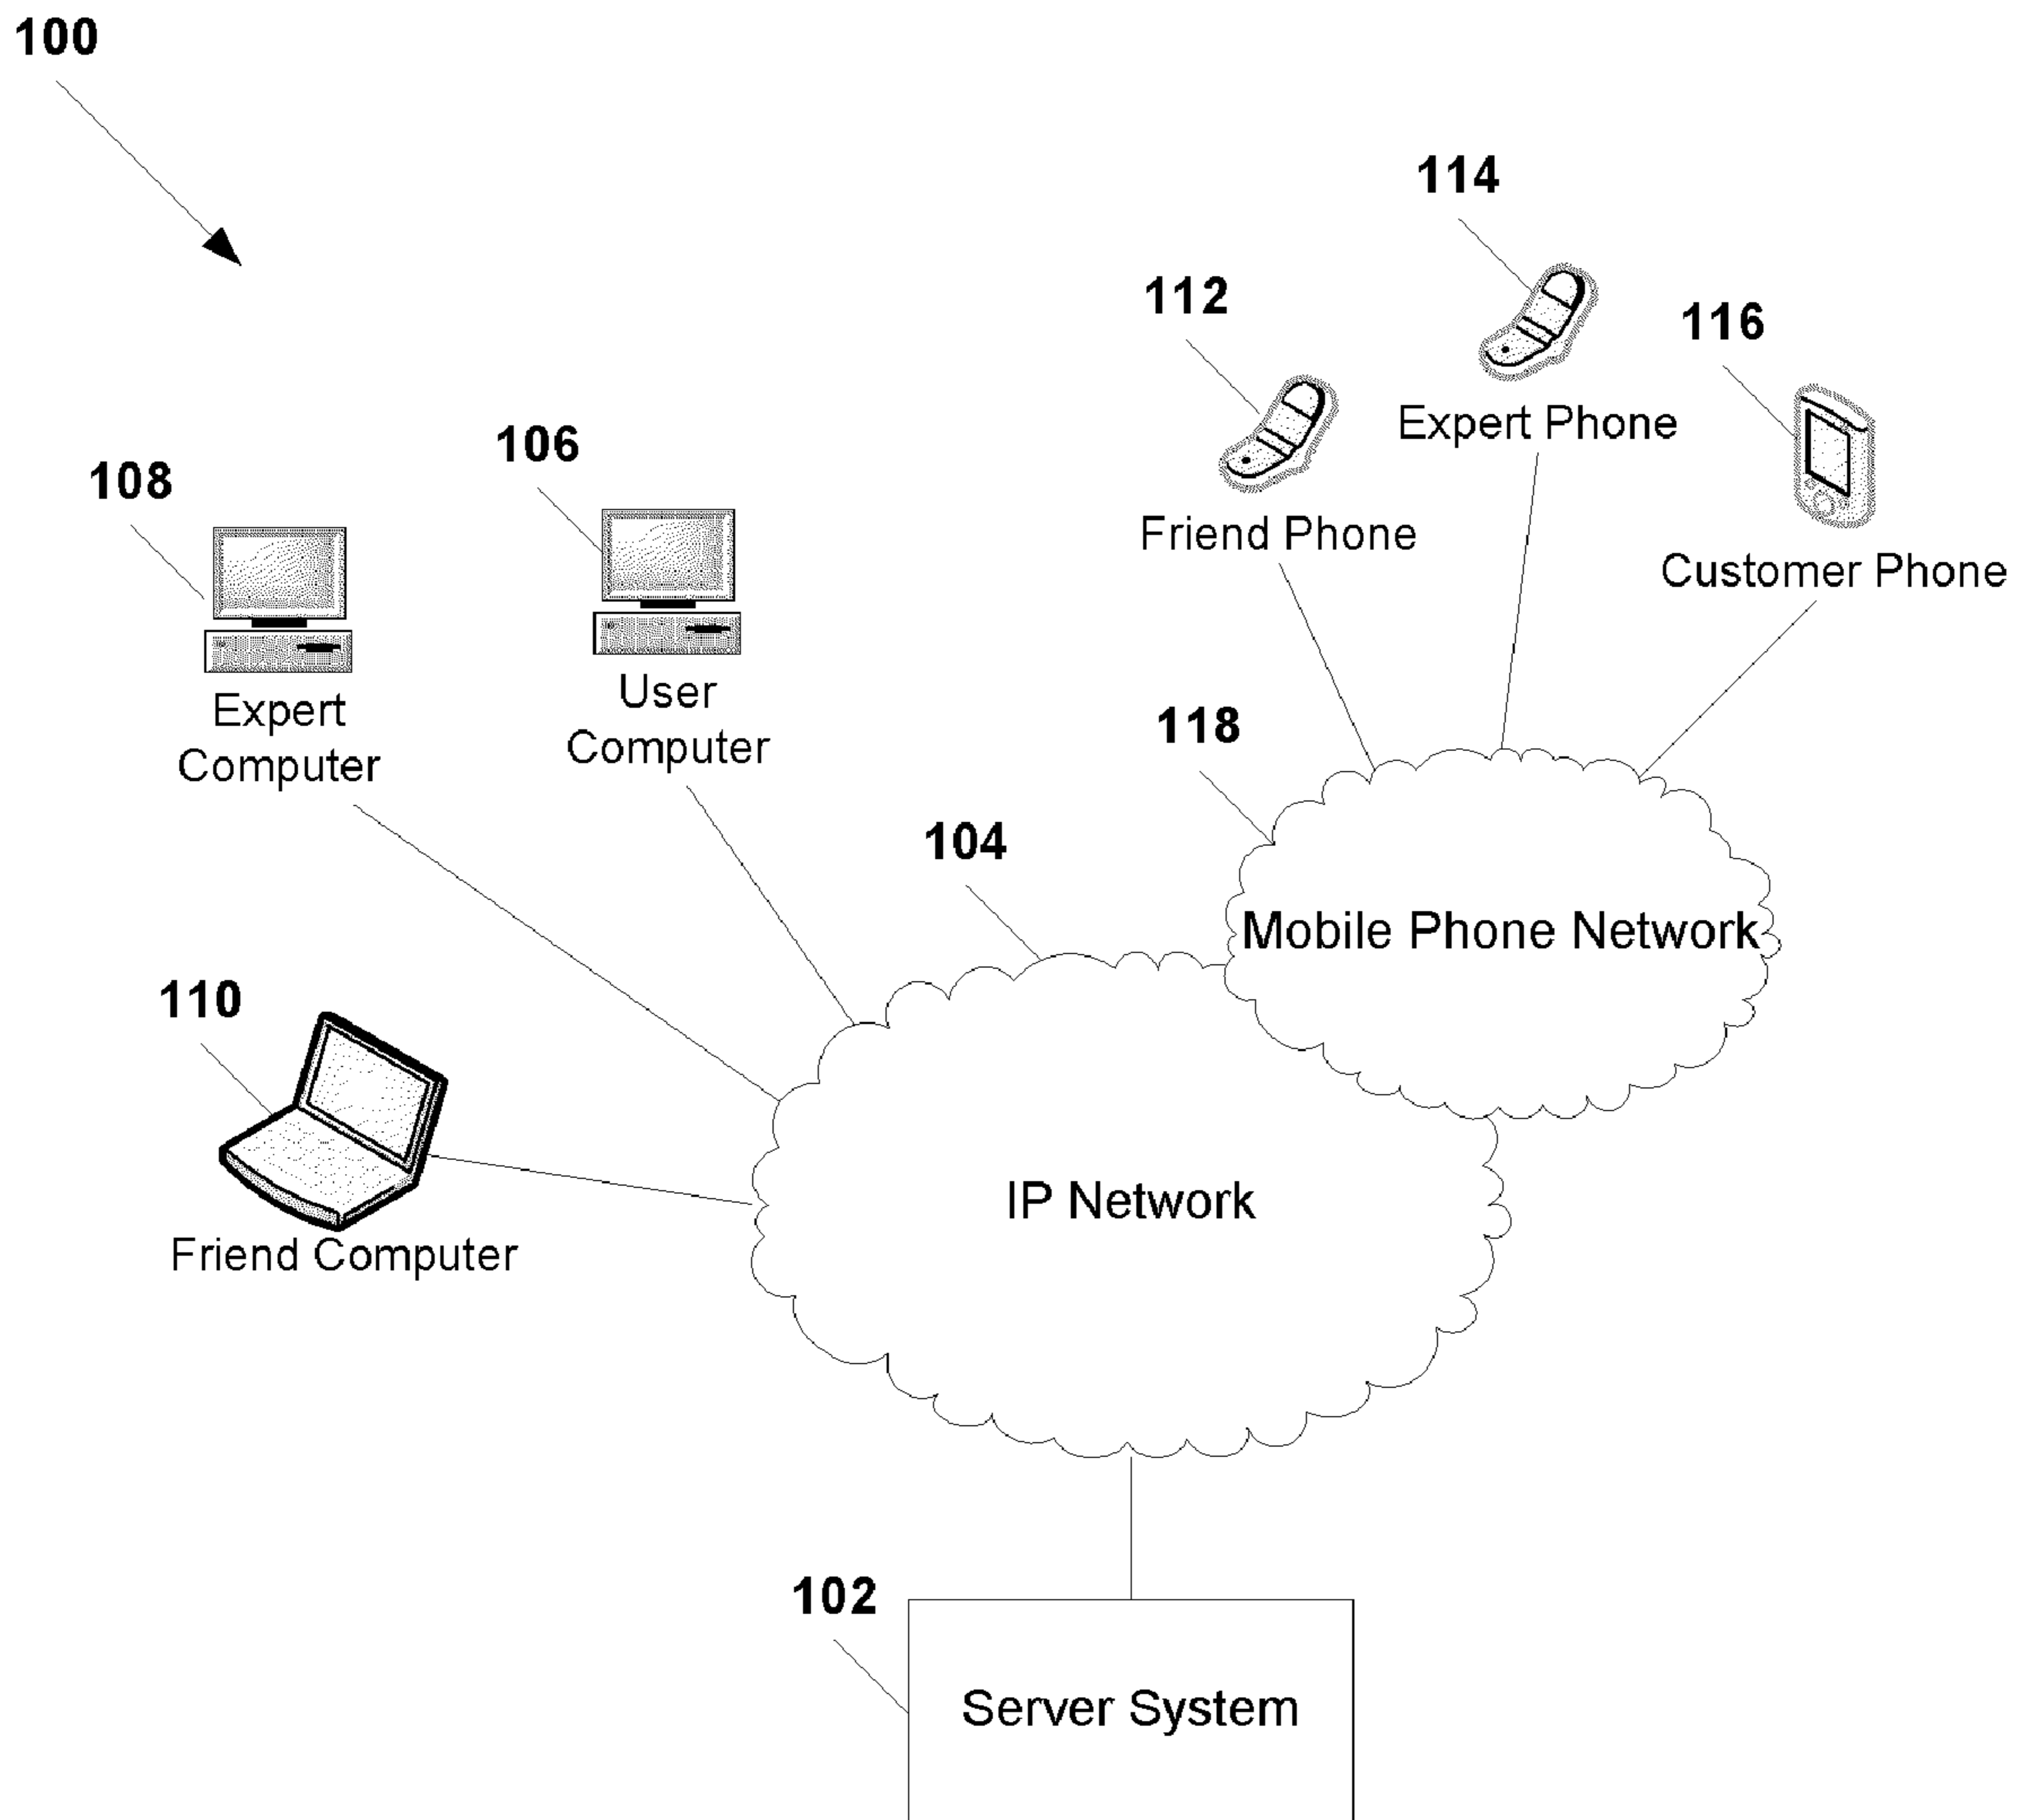 100
114
112
116
Expert Phone
106
108
Friend Phone
Customer Phone
User
Computer
Expert
Computer
118
104
Mobile Phone Network
110
IP Network
Friend Computer
102
Server System